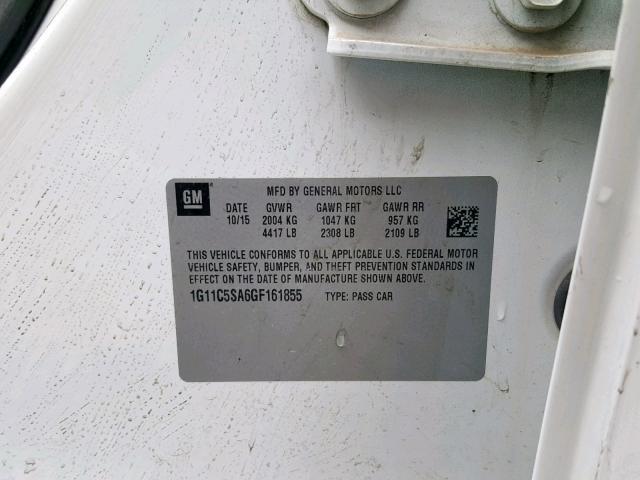 GM
MFD BY GENERAL MOTORS LLC
DATE GVWR GAWR FRT GAWR RR
10/15 2004 KG 1047 KG 957 KG
4417 LB 2308 LB 2109 LB
THIS VEHICLE CONFORMS TO ALL APPLICABLE U.S. FEDERAL MOTOR
VEHICLE SAFETY, BUMPER, AND THEFT PREVENTION STANDARDS IN
EFFECT ON THE DATE OF MANUFACTURE SHOWN ABOVE.
1G11C5SA6GF161855 TYPE: PASS CAR